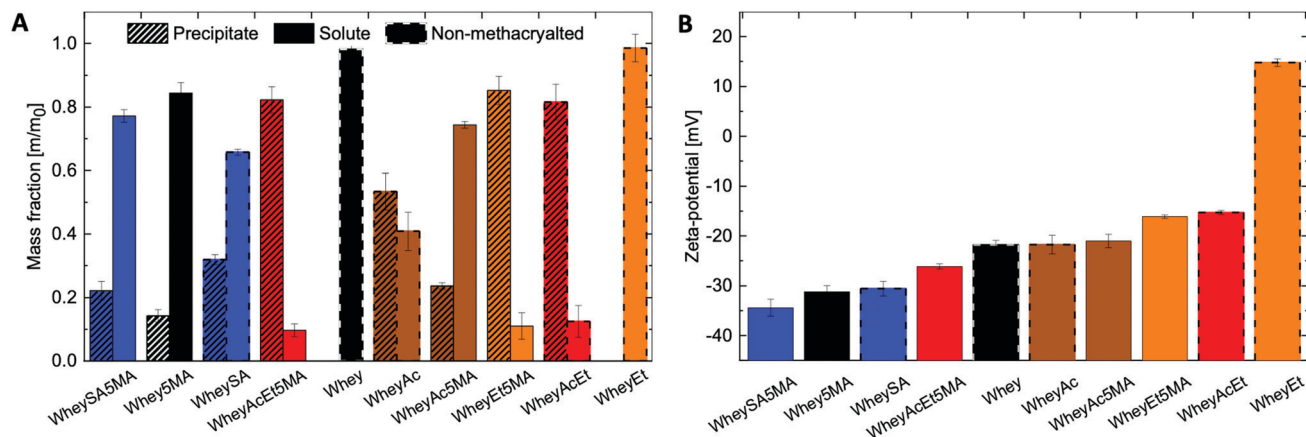 A
Precipitate
Solute
Non-methacryalted
Mass fraction [m/m0]
1.0
0.8
0.6
0.4
0.2
0.0
WheySA5MA
Whey5MA
WheySA
WheyAcEt5MA
Whey
WheyAc
WheyAc5MA
WheyEt5MA
WheyAcEt
WheyEt
B
Zeta-potential [mV]
20
10
0
-10
-20
-30
-40
WheySA5MA
Whey5MA
WheySA
WheyAcEt5MA
Whey
WheyAc
WheyAc5MA
WheyEt5MA
WheyAcEt
WheyEt